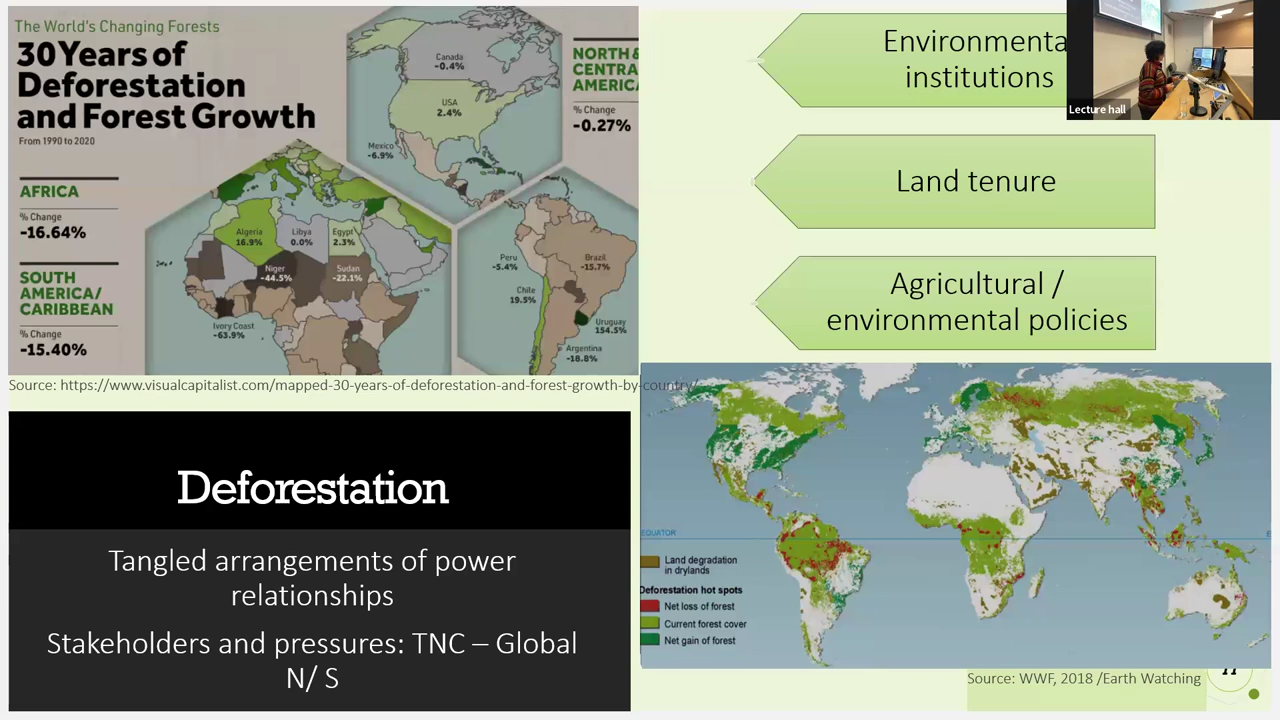 The World's Changing Forests
30 Years of
Deforestation
and Forest Growth
From 1990 to 2020
AFRICA
% Change
-16.64%
SOUTH
AMERICA/
CARIBBEAN
% Change
-15.40%
Canada
-0.4%
USA
2.4%
Mexico
-6.9%
NORTH &
CENTRA
AMERICA
% Change
-0.27%
Algeria
16.9%
Libya
0.0%
Egypt
2.3%
Niger
-44.5%
Sudan
-22.1%
Ivory Coast
-63.9%
Peru
-5.4%
Brazil
-15.7%
Chile
19.5%
Uruguay
154.5%
Argentina
-18.8%
Source: https://www.visualcapitalist.com/mapped-30-years-of-deforestation-and-forest-growth-by-country/
Deforestation
Tangled arrangements of power
relationships
Stakeholders and pressures: TNC – Global
N/ S
Environmenta
institutions
Lecture hall
Land tenure
Agricultural /
environmental policies
EQUATOR
Land degradation
in drylands
Deforestation hot spots
Net loss of forest
Current forest cover
Net gain of forest
Source: WWF, 2018 /Earth Watching